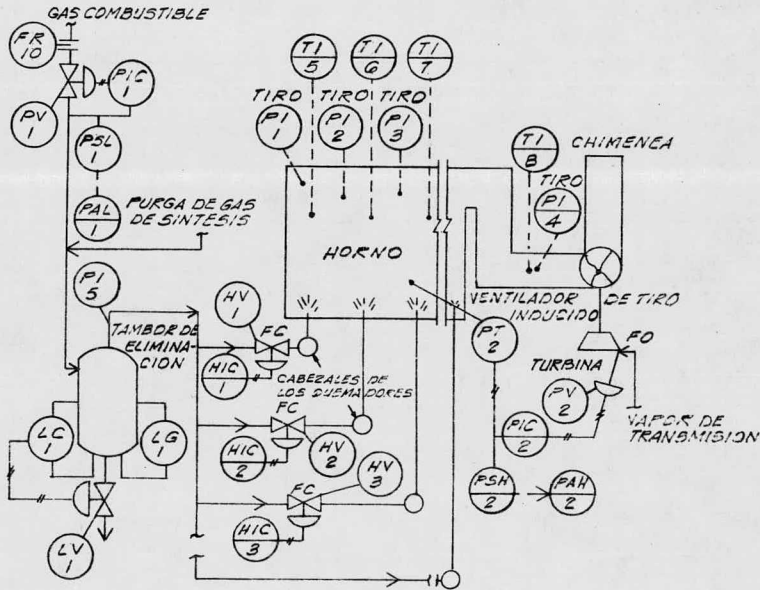 GAS COMBUSTIBLE
FR
10
PIC
1
PV
1
PSL
1
PAL
1
PURGA DE GAS
DE SINTESIS
PI
5
TAMBOR DE
ELIMINA-
CION
LC
1
LG
1
LV
1
TI
5
TI
6
TI
7
TIRO
PI
1
TIRO
PI
2
TIRO
PI
3
HORNO
TI
8
TIRO
PI
4
CHIMENEA
VENTILADOR DE TIRO
INDUCIDO
FO
TURBINA
PV
2
PIC
2
VAPOR DE
TRANSMISION
PT
2
PSH
2
PAH
2
HV
1
FC
HIC
1
CABEZALES DE
LOS QUEMADORES
FC
HIC
2
HV
2
FC
HV
3
HIC
3